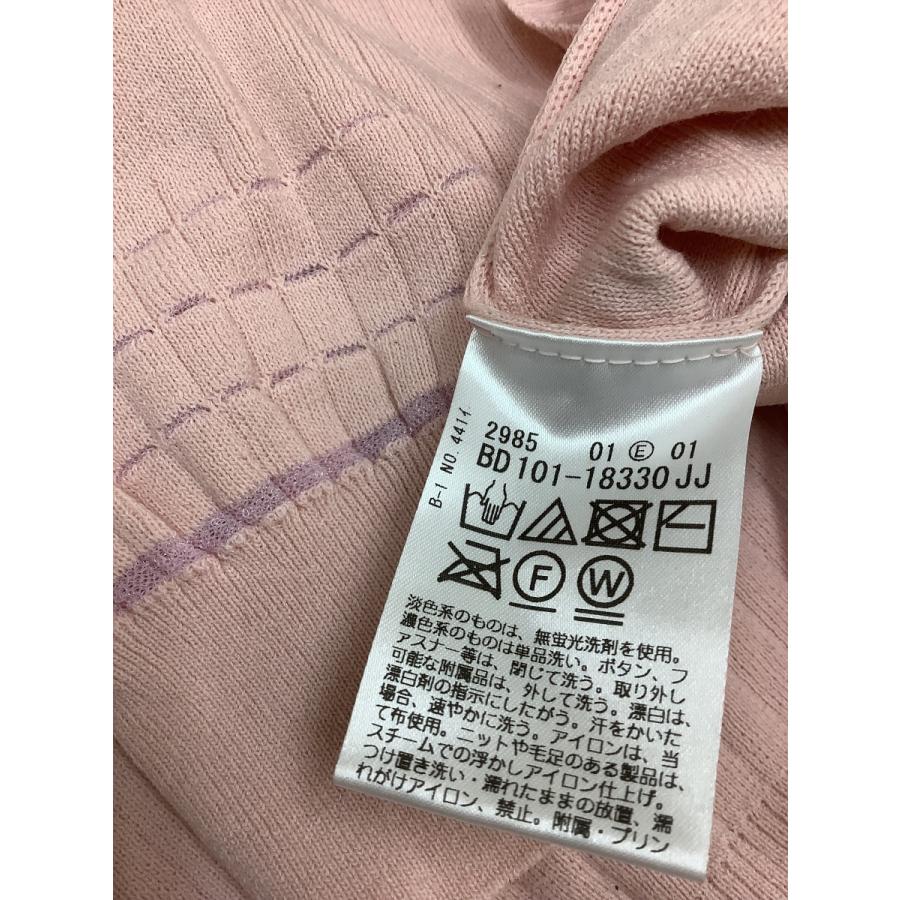 B-I NO. 4414
2985 01 E 01
BD101-18330JJ
F W
淡色系のものは、無蛍光洗剤を使用。
濃色系のものは単品洗い。ボタン、フ
ァスナー等は、閉じて洗う。取り外し
可能な附属品は、外して洗う。漂白は、
漂白剤の指示にしたがう。汗をかいた
場合、速やかに洗う。アイロンは、当
て布使用。ニットや毛足のある製品は、
スチームでの浮かしアイロン仕上げ。
つけ置き洗い・濡れたままの放置、濡
れがけアイロン、禁止。附属・プリン